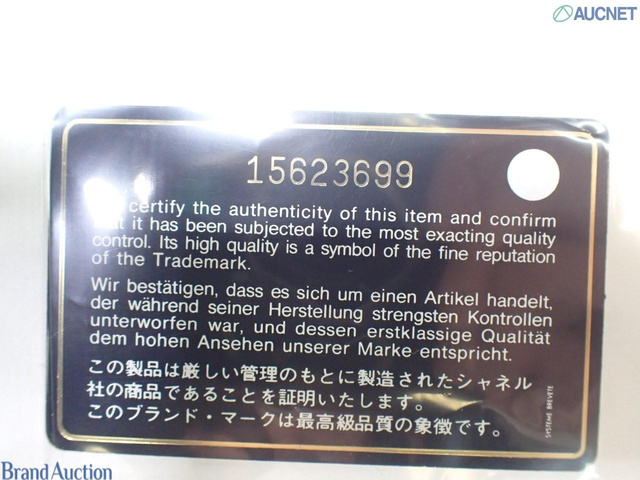 AUCNET
15623699
certify the authenticity of this item and confirm
it has been subjected to the most exacting quality
control. Its high quality is a symbol of the fine reputation
of the Trademark.
Wir bestätigen, dass es sich um einen Artikel handelt,
der während seiner Herstellung strengsten Kontrollen
unterworfen war, und dessen erstklassige Qualität
dem hohen Ansehen unserer Marke entspricht.
この製品は厳しい管理のもとに製造されたシャネル
社の商品であることを証明いたします。
このブランド・マークは最高級品質の象徴です。
SYSTEME BREVETE
Brand Auction